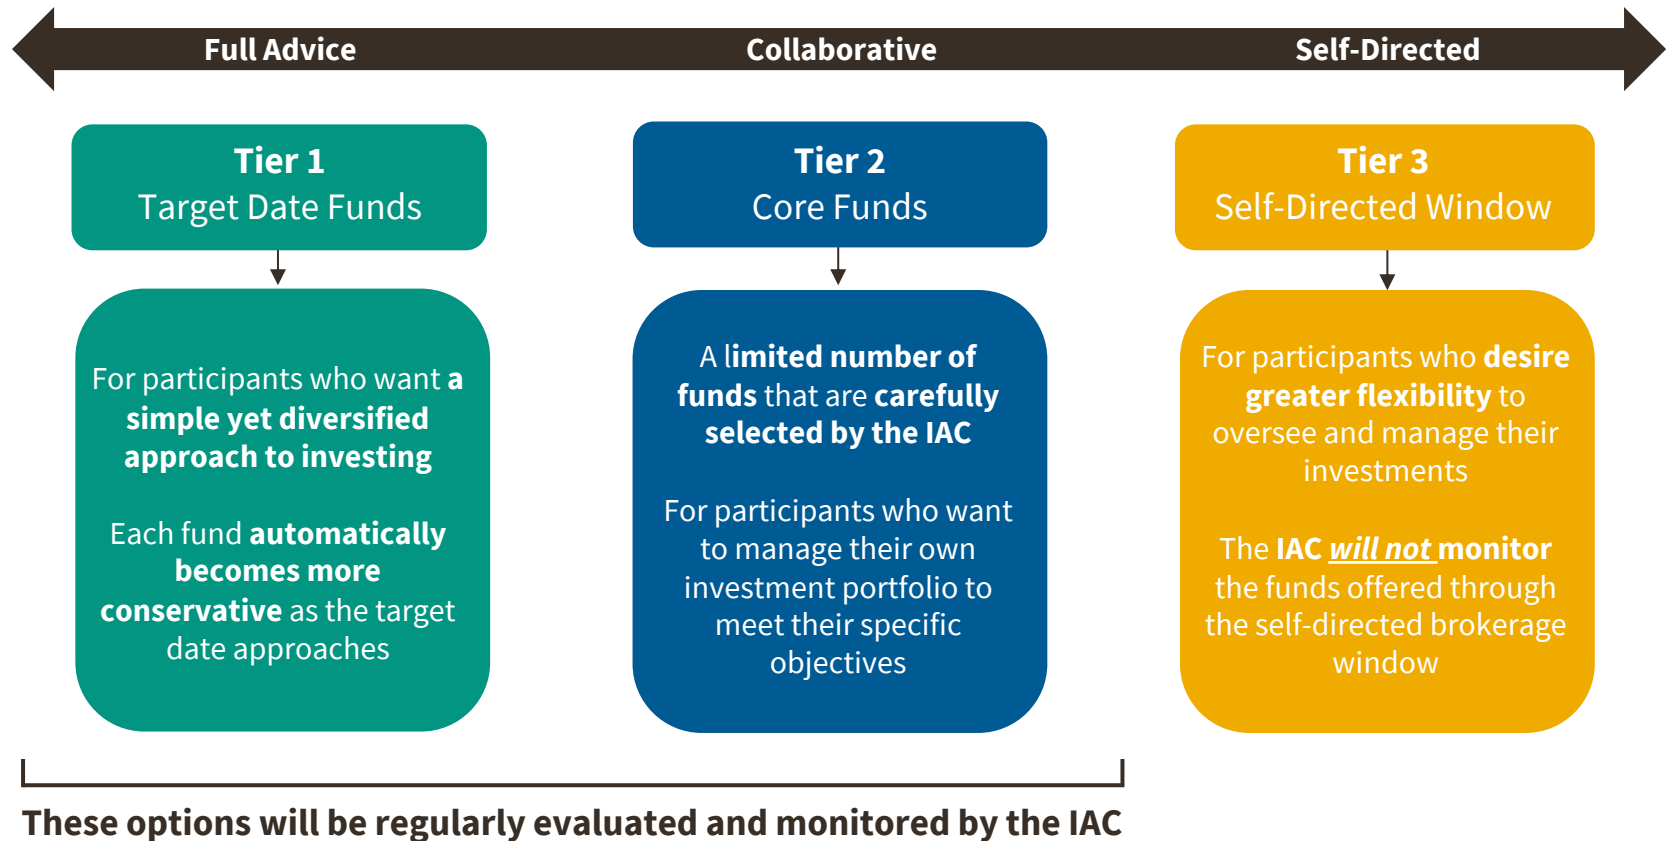 Full Advice
Collaborative
Self-Directed
Tier 1
Target Date Funds
For participants who want a
simple yet diversified
approach to investing
Each fund automatically
becomes more
conservative as the target
date approaches
Tier 2
Core Funds
A limited number of
funds that are carefully
selected by the IAC
For participants who want
to manage their own
investment portfolio to
meet their specific
objectives
Tier 3
Self-Directed Window
For participants who desire
greater flexibility to
oversee and manage their
investments
The IAC will not monitor
the funds offered through
the self-directed brokerage
window
These options will be regularly evaluated and monitored by the IAC